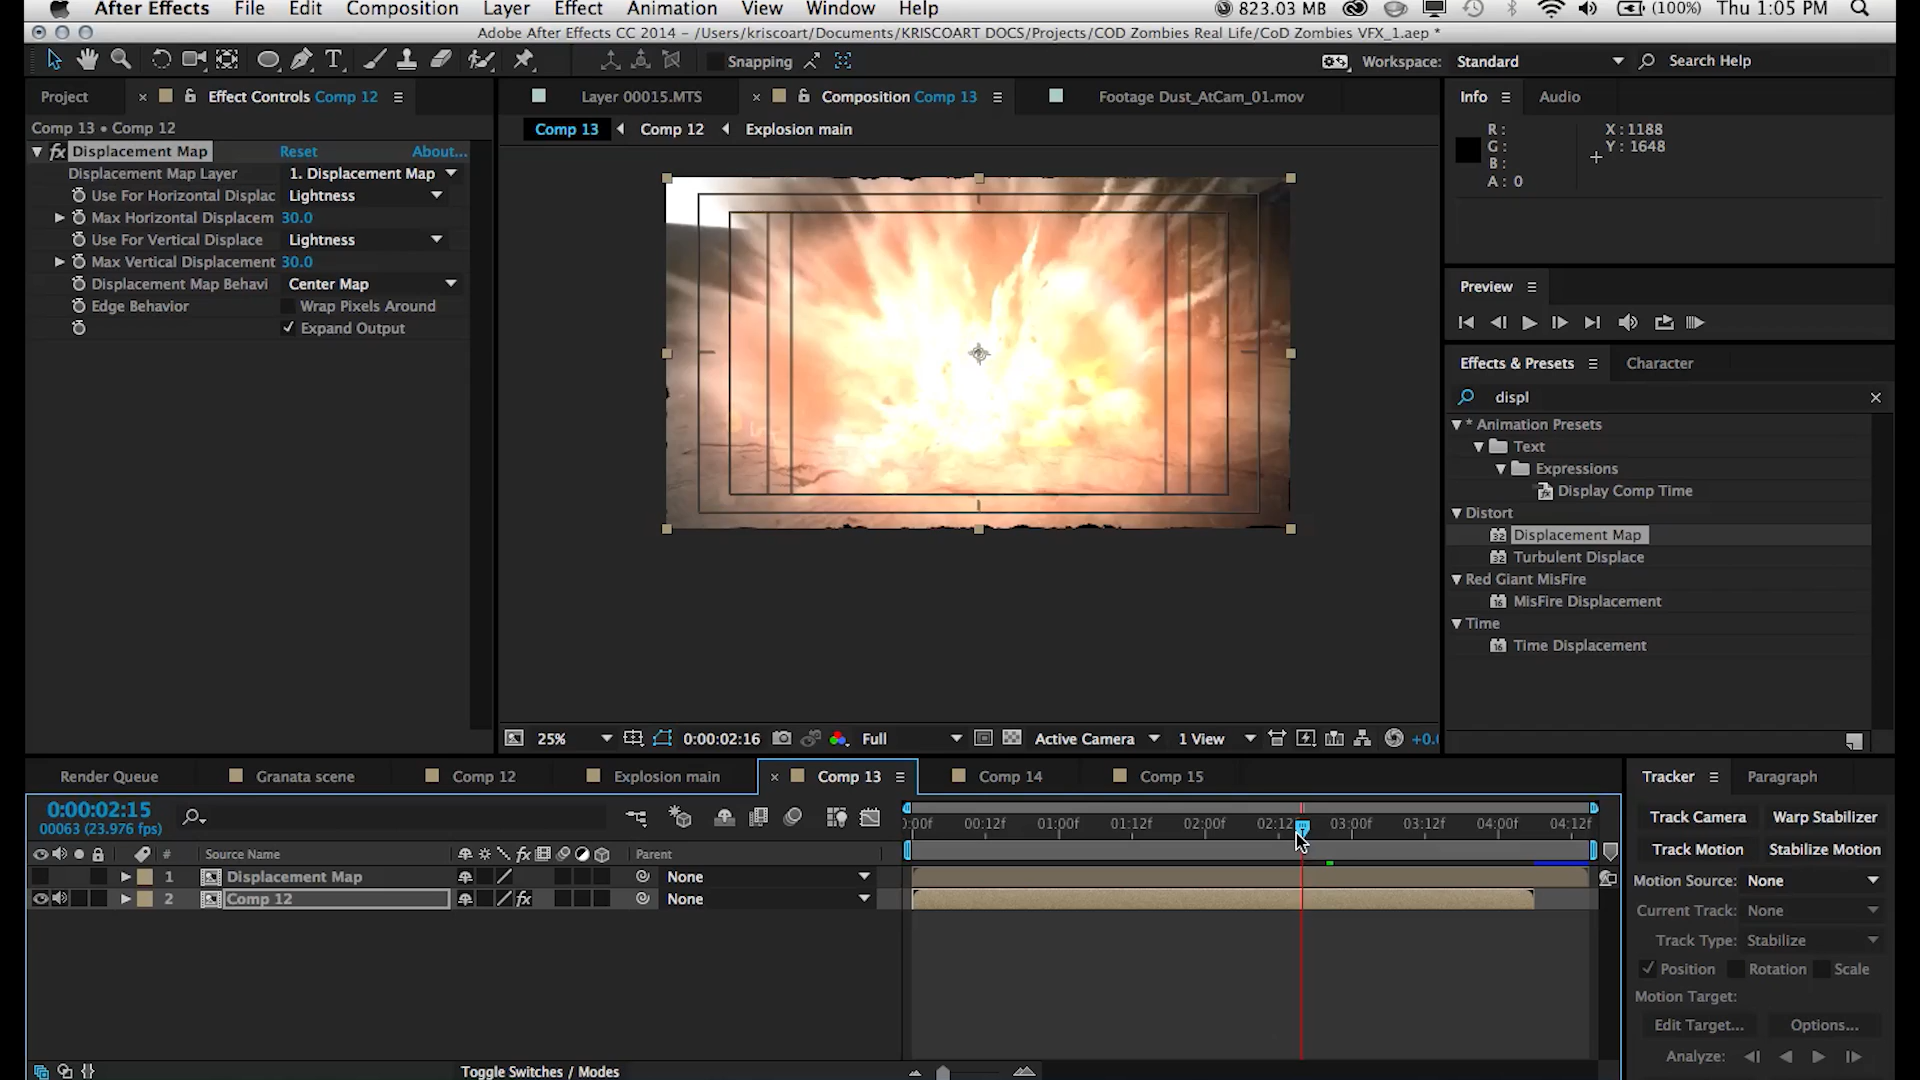 After Effects File Edit Composition Layer Effect Animation View Window Help 823.03 MB (100%) Thu 1:05 PM
Adobe After Effects CC 2014 - /Users/kriscoart/Documents/KRISCOART DOCS/Projects/COD Zombies Real Life/CoD Zombies VFX_1.aep *
Snapping Workspace: Standard Search Help
Project Effect Controls Comp 12 Layer 00015.MTS Composition Comp 13 Footage Dust_AtCam_01.mov Info Audio
Comp 13 • Comp 12
Comp 13 Comp 12 Explosion main
R: X : 1188
G: Y : 1648
B:
A : 0
fx Displacement Map Reset About...
Displacement Map Layer 1. Displacement Map
Use For Horizontal Displac Lightness
Max Horizontal Displacem 30.0
Use For Vertical Displace Lightness
Max Vertical Displacement 30.0
Displacement Map Behavi Center Map
Edge Behavior Wrap Pixels Around
Expand Output
Preview
Effects & Presets Character
displ
* Animation Presets
Text
Expressions
Display Comp Time
Distort
32 Displacement Map
32 Turbulent Displace
Red Giant MisFire
16 MisFire Displacement
Time
16 Time Displacement
25% 0:00:02:16 Full Active Camera 1 View +0.
Render Queue Granata scene Comp 12 Explosion main Comp 13 Comp 14 Comp 15
Tracker Paragraph
0:00:02:15
00063 (23.976 fps)
:00f 00:12f 01:00f 01:12f 02:00f 02:12f 03:00f 03:12f 04:00f 04:12f
# Source Name fx Parent
1 Displacement Map None
2 Comp 12 fx None
Toggle Switches / Modes
Track Camera Warp Stabilizer
Track Motion Stabilize Motion
Motion Source: None
Current Track: None
Track Type: Stabilize
Position Rotation Scale
Motion Target:
Edit Target... Options...
Analyze: